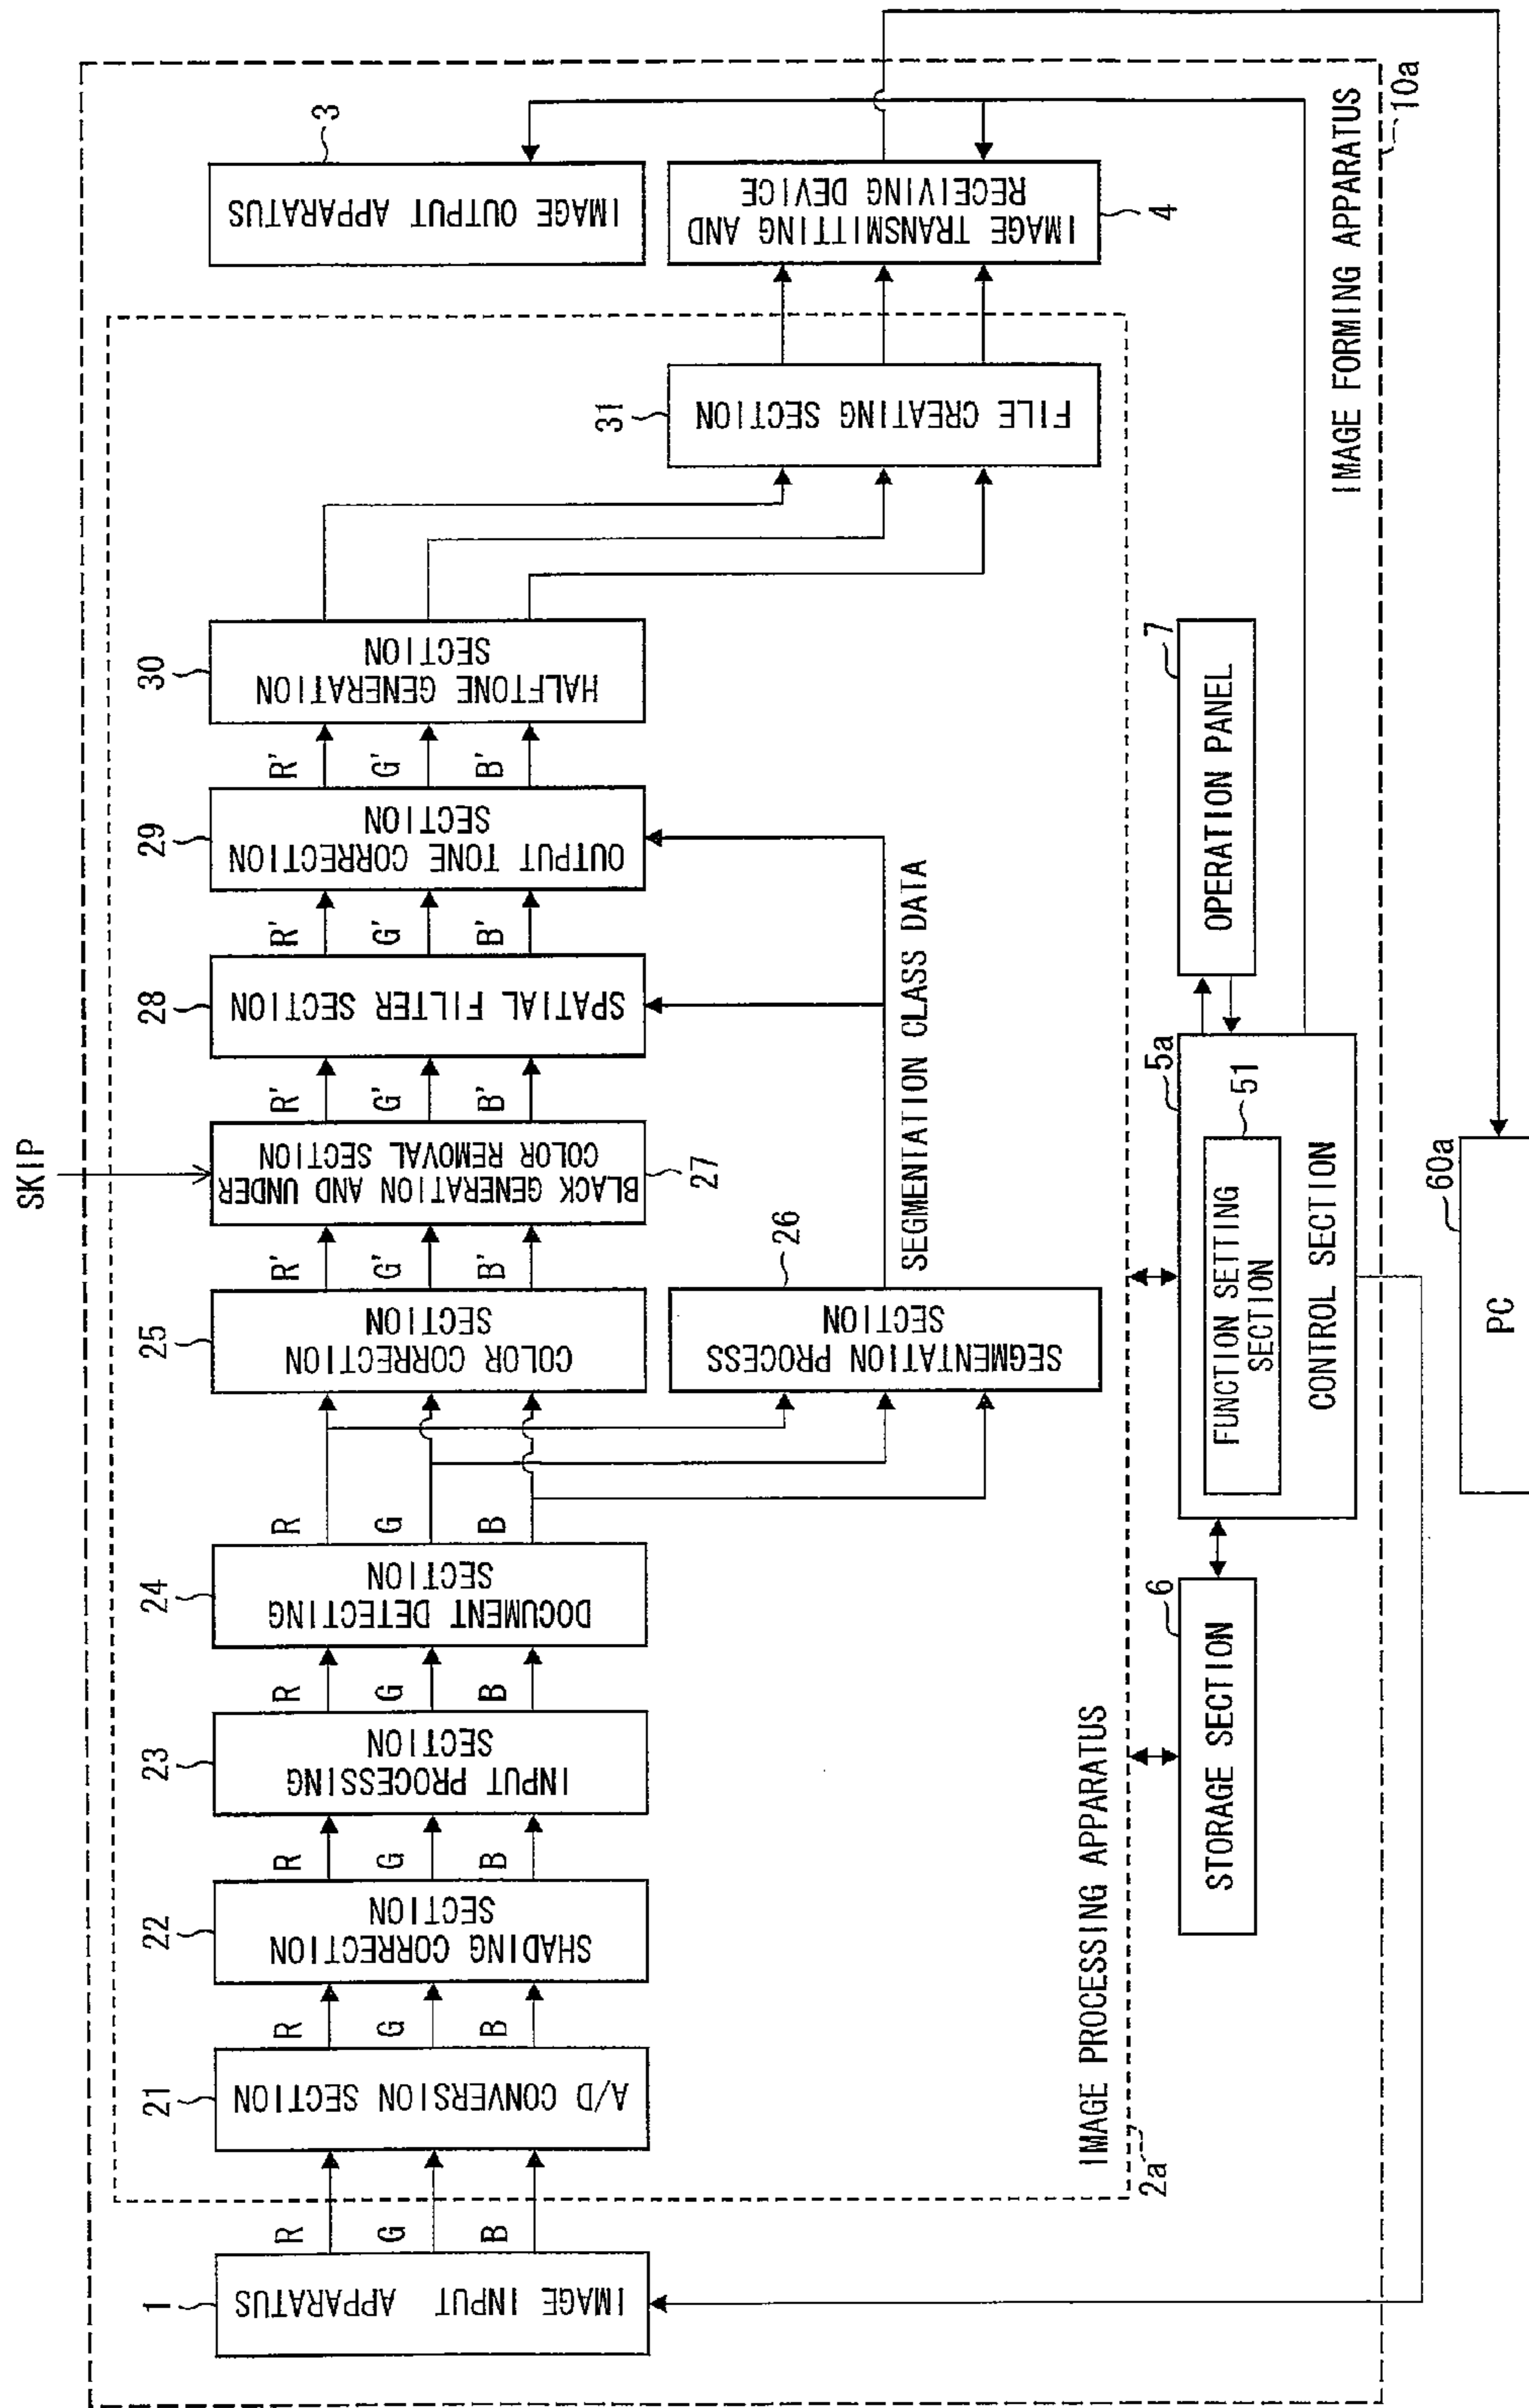 SKIP
1
IMAGE INPUT APPARATUS
R
G
B
21
A/D CONVERSION SECTION
R
G
B
22
SHADING CORRECTION
SECTION
R
G
B
23
INPUT PROCESSING
SECTION
R
G
B
24
DOCUMENT DETECTING
SECTION
R
G
B
25
COLOR CORRECTION
SECTION
R'
G'
B'
BLACK GENERATION AND UNDER
COLOR REMOVAL SECTION
27
R'
G'
B'
28
SPATIAL FILTER SECTION
R'
G'
B'
29
OUTPUT TONE CORRECTION
SECTION
R'
G'
B'
30
HALFTONE GENERATION
SECTION
3
IMAGE OUTPUT APPARATUS
26
SEGMENTATION PROCESS
SECTION
SEGMENTATION CLASS DATA
31
FILE CREATING SECTION
IMAGE TRANSMITTING AND
RECEIVING DEVICE
4
IMAGE PROCESSING APPARATUS
2a
6
STORAGE SECTION
5a
51
FUNCTION SETTING
SECTION
CONTROL SECTION
7
OPERATION PANEL
IMAGE FORMING APPARATUS
10a
60a
PC